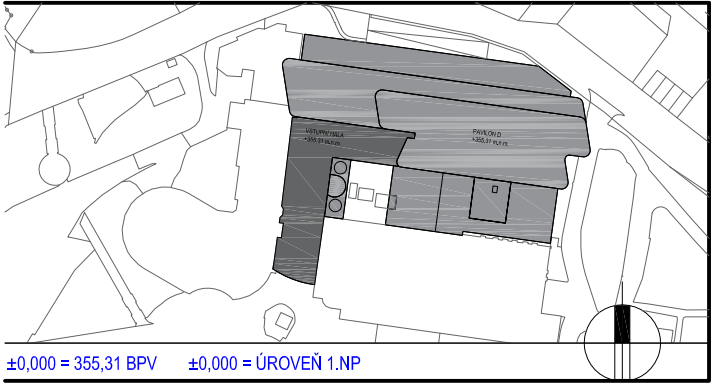 VSTUPNÍ HALA
+355,31 m.n.m.
PAVILON D
+355,31 m.n.m.
±0,000 = 355,31 BPV ±0,000 = ÚROVEŇ 1.NP